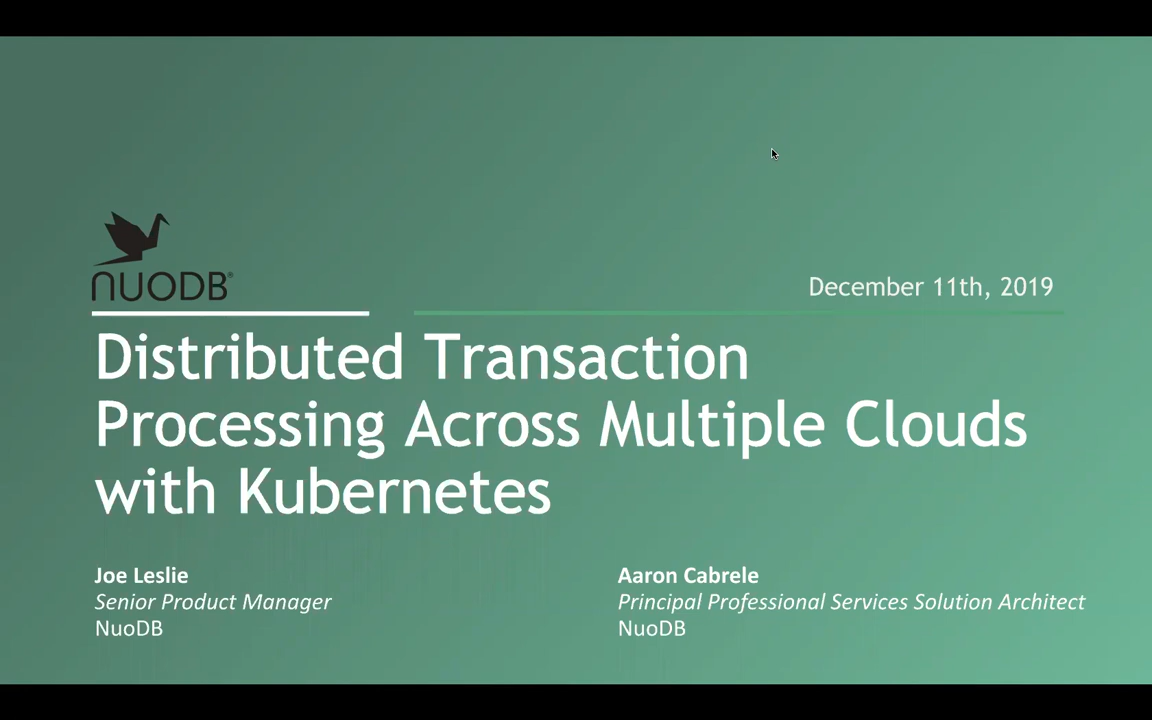 NUODB®
December 11th, 2019
Distributed Transaction
Processing Across Multiple Clouds
with Kubernetes
Joe Leslie
Senior Product Manager
NuoDB
Aaron Cabrele
Principal Professional Services Solution Architect
NuoDB